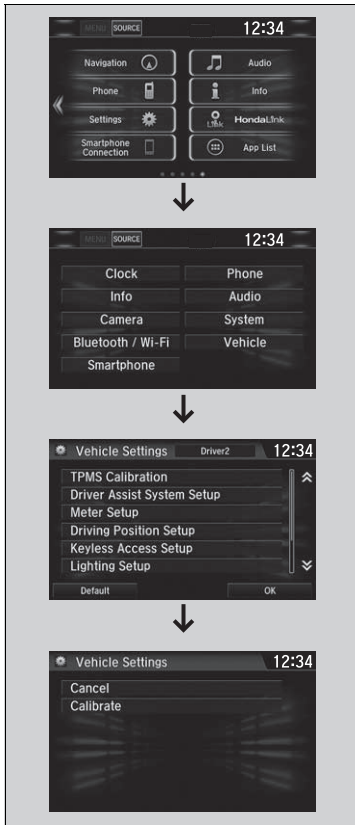 MENU SOURCE 12:34
Navigation Audio
Phone Info
Settings Link HondaLink
Smartphone
Connection App List
MENU SOURCE 12:34
Clock Phone
Info Audio
Camera System
Bluetooth / Wi-Fi Vehicle
Smartphone
Vehicle Settings Driver2 12:34
TPMS Calibration
Driver Assist System Setup
Meter Setup
Driving Position Setup
Keyless Access Setup
Lighting Setup
Default OK
Vehicle Settings 12:34
Cancel
Calibrate